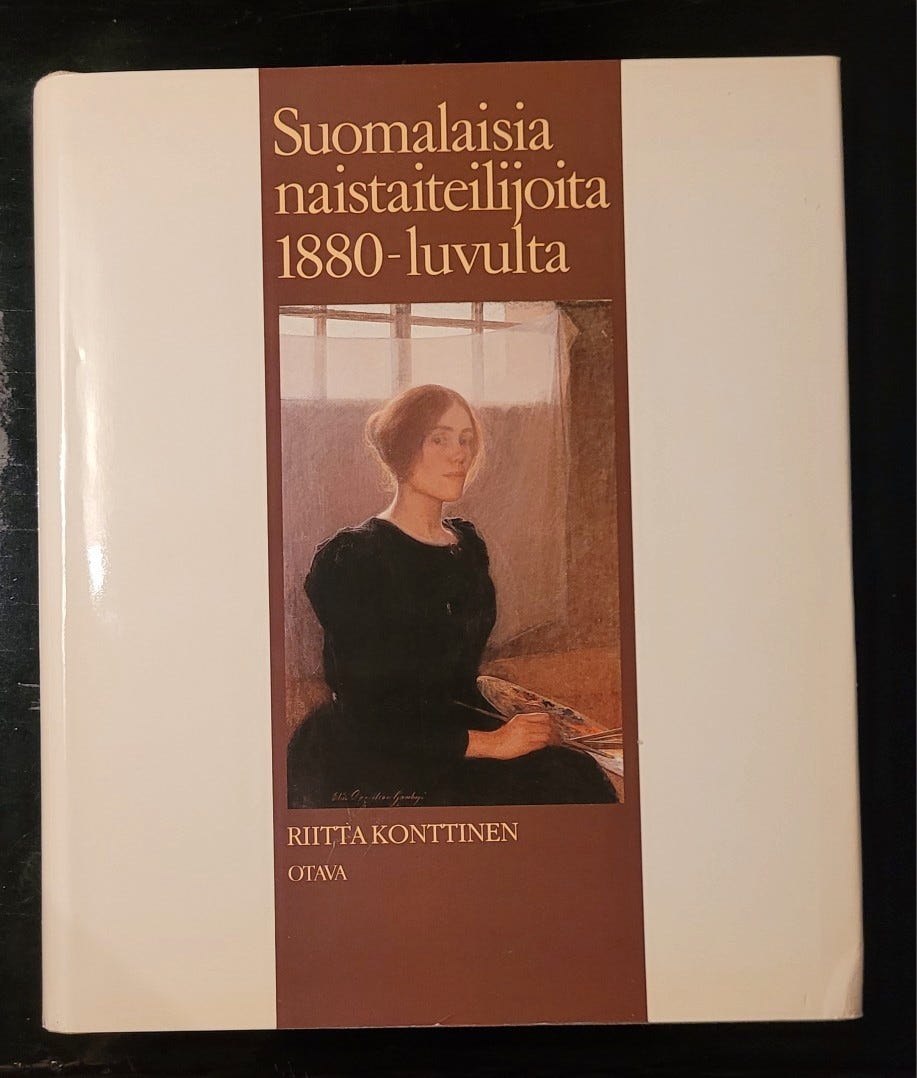 Suomalaisia
naistaiteilijoita
1880-luvulta
RIITTA KONTTINEN
OTAVA